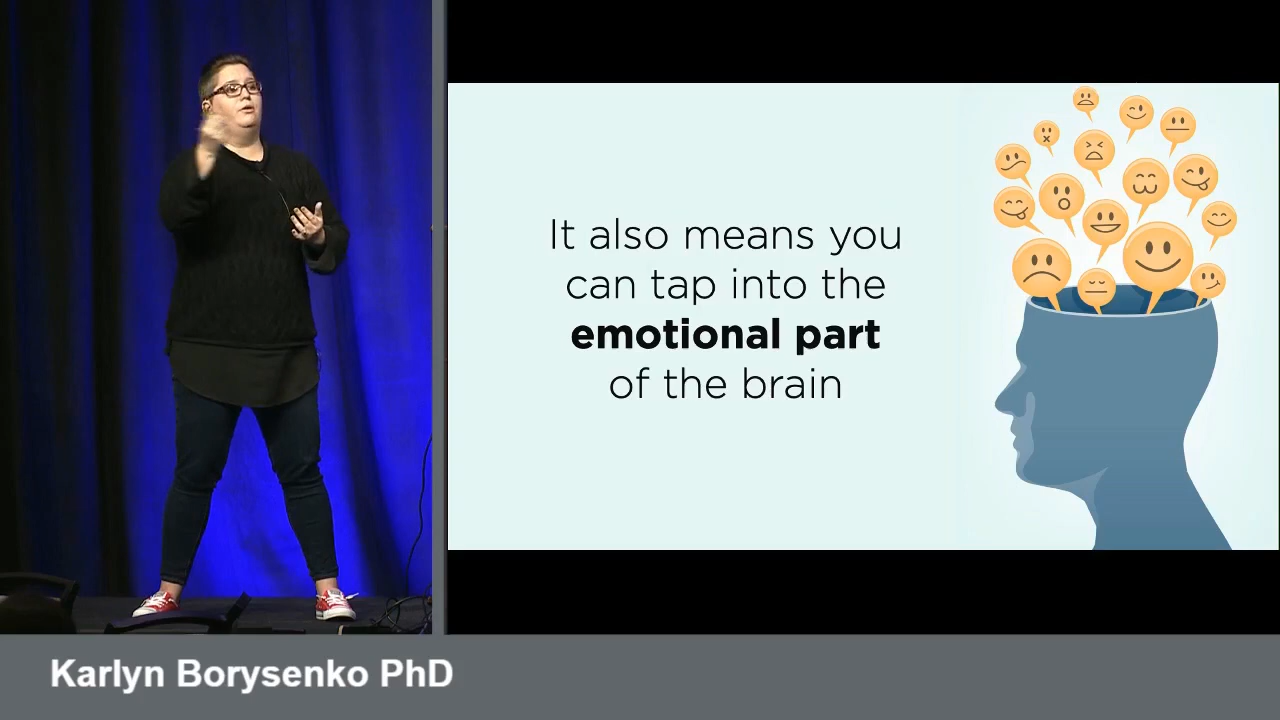 It also means you
can tap into the
emotional part
of the brain
Karlyn Borysenko PhD